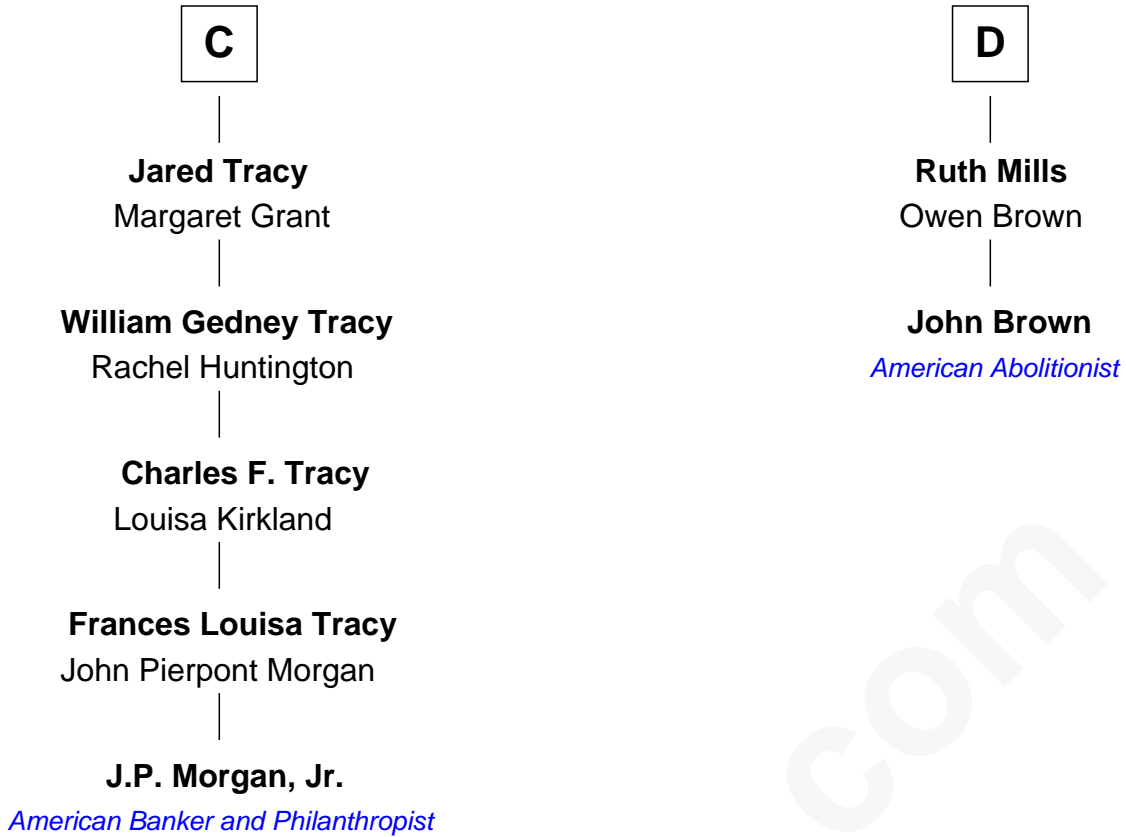 C
Jared Tracy
Margaret Grant
William Gedney Tracy
Rachel Huntington
Charles F. Tracy
Louisa Kirkland
Frances Louisa Tracy
John Pierpont Morgan
J.P. Morgan, Jr.
American Banker and Philanthropist
D
Ruth Mills
Owen Brown
John Brown
American Abolitionist
com